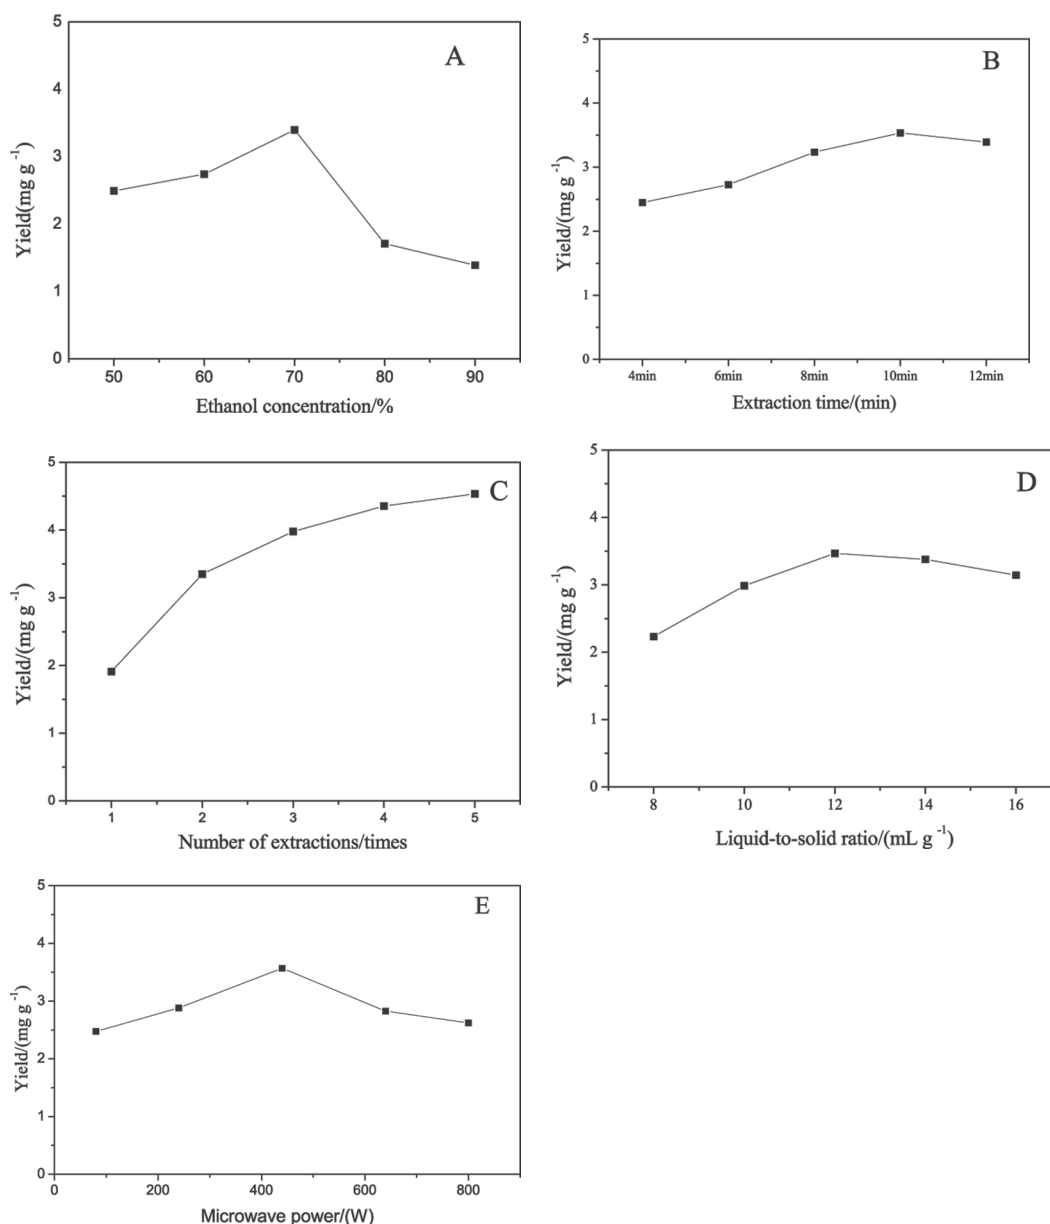 A
Yield(mg g -1)
5
4
3
2
1
0
50 60 70 80 90
Ethanol concentration/%
B
Yield/(mg g -1)
5
4
3
2
1
0
4min 6min 8min 10min 12min
Extraction time/(min)
C
Yield/(mg g -1)
5
4
3
2
1
0
1 2 3 4 5
Number of extractions/times
D
Yield/(mg g -1)
5
4
3
2
1
0
8 10 12 14 16
Liquid-to-solid ratio/(mL g -1)
E
Yield/(mg g -1)
5
4
3
2
1
0
0 200 400 600 800
Microwave power/(W)